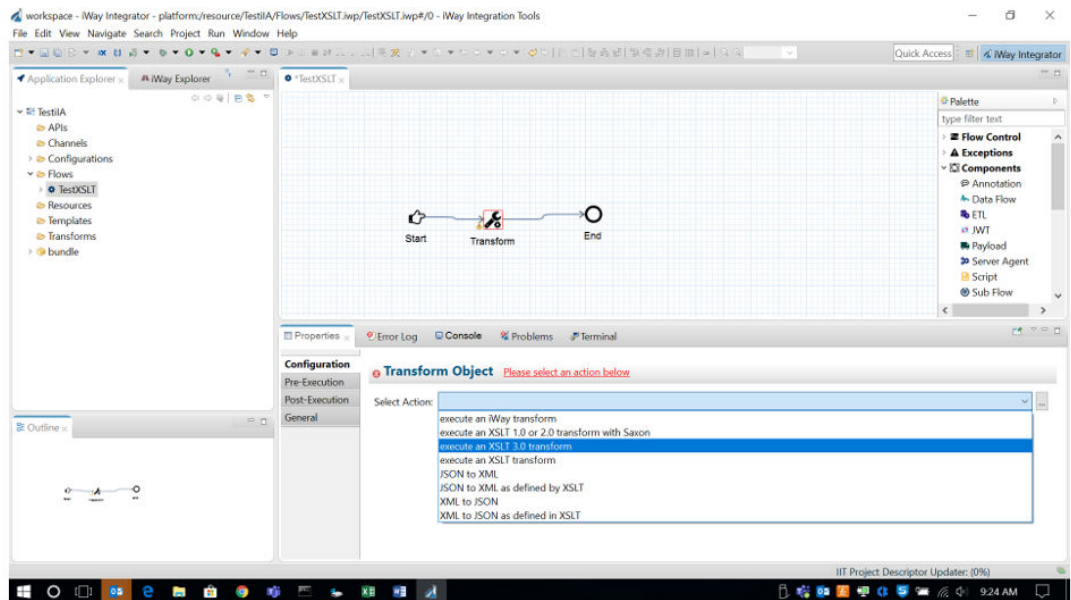 workspace - iWay Integrator - platform:/resource/TestiIA/Flows/TestXSLT.iwp/TestXSLT.iwp#/0 - iWay Integration Tools
File Edit View Navigate Search Project Run Window Help
Quick Access
iWay Integrator
Application Explorer
iWay Explorer
*TestXSLT
TestiIA
APIs
Channels
Configurations
Flows
TestXSLT
Resources
Templates
Transforms
bundle
Start
Transform
End
Palette
type filter text
Flow Control
Exceptions
Components
Annotation
Data Flow
ETL
JWT
Payload
Server Agent
Script
Sub Flow
Properties
Error Log
Console
Problems
Terminal
Configuration
Pre-Execution
Post-Execution
General
Transform Object Please select an action below
Select Action:
...
execute an iWay transform
execute an XSLT 1.0 or 2.0 transform with Saxon
execute an XSLT 3.0 transform
execute an XSLT transform
JSON to XML
JSON to XML as defined by XSLT
XML to JSON
XML to JSON as defined in XSLT
Outline
IIT Project Descriptor Updater: (0%)
9:24 AM